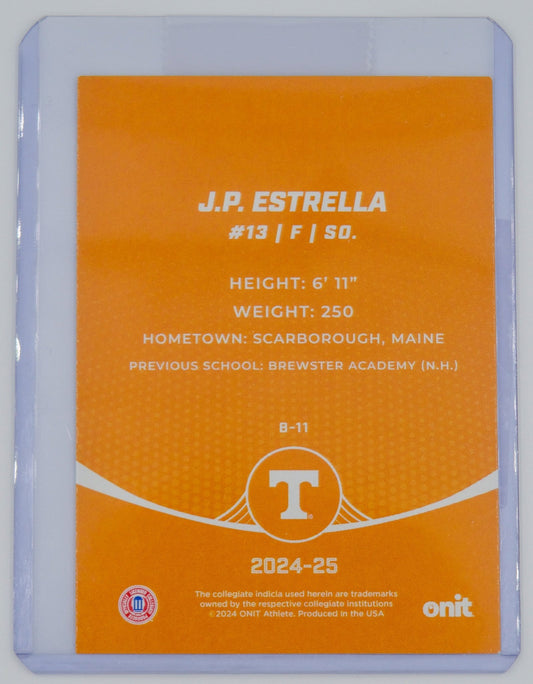 J.P. ESTRELLA
#13 | F | SO.
HEIGHT: 6' 11"
WEIGHT: 250
HOMETOWN: SCARBOROUGH, MAINE
PREVIOUS SCHOOL: BREWSTER ACADEMY (N.H.)
B-11
T
2024-25
The collegiate indicia used herein are trademarks
owned by the respective collegiate institutions
©2024 ONIT Athlete. Produced in the USA
onit